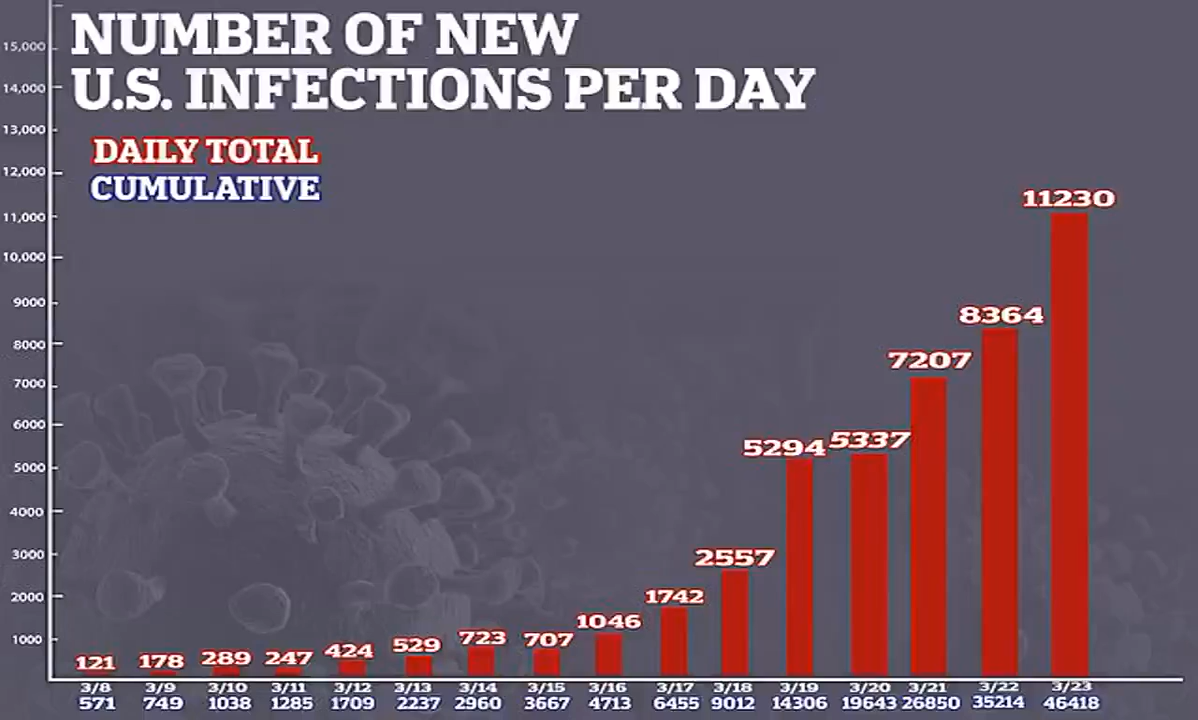 NUMBER OF NEW
U.S. INFECTIONS PER DAY
DAILY TOTAL
CUMULATIVE
15,000
14,000
13,000
12,000
11,000
10,000
9000
8000
7000
6000
5000
4000
3000
2000
1000
121 178 289 247 424 529 723 707 1046 1742 2557 5294 5337 7207 8364 11230
3/8 3/9 3/10 3/11 3/12 3/13 3/14 3/15 3/16 3/17 3/18 3/19 3/20 3/21 3/22 3/23
571 749 1038 1285 1709 2237 2960 3667 4713 6455 9012 14306 19643 26850 35214 46418